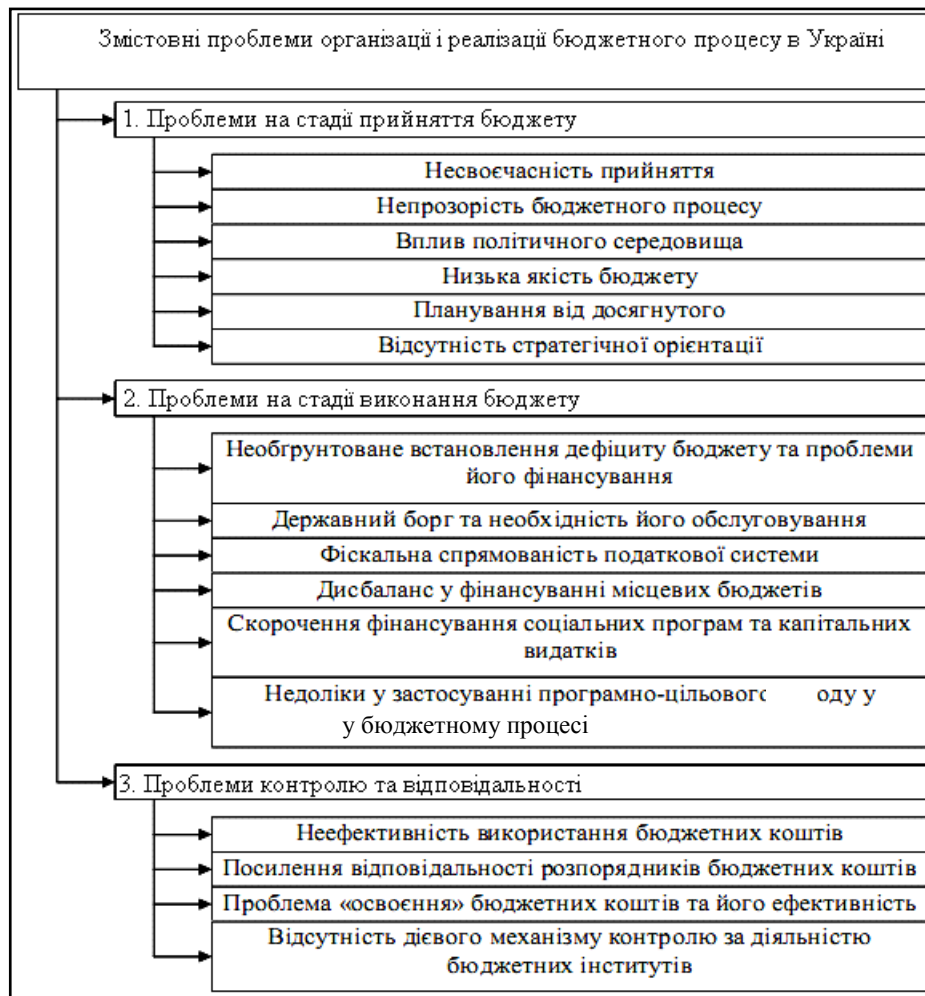 Змістовні проблеми організації і реалізації бюджетного процесу в Україні
1. Проблеми на стадії прийняття бюджету
Несвоєчасність прийняття
Непрозорість бюджетного процесу
Вплив політичного середовища
Низька якість бюджету
Планування від досягнутого
Відсутність стратегічної орієнтації
2. Проблеми на стадії виконання бюджету
Необґрунтоване встановлення дефіциту бюджету та проблеми
його фінансування
Державний борг та необхідність його обслуговування
Фіскальна спрямованість податкової системи
Дисбаланс у фінансуванні місцевих бюджетів
Скорочення фінансування соціальних програм та капітальних
видатків
Недоліки у застосуванні програмно-цільового оду у
у бюджетному процесі
3. Проблеми контролю та відповідальності
Неефективність використання бюджетних коштів
Посилення відповідальності розпорядників бюджетних коштів
Проблема «освоєння» бюджетних коштів та його ефективність
Відсутність дієвого механізму контролю за діяльністю
бюджетних інститутів